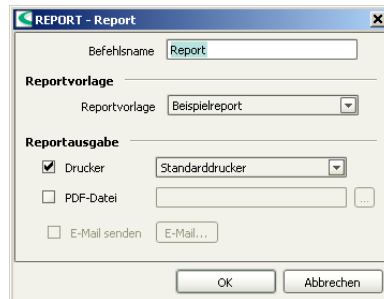 REPORT - Report
Befehlsname Report
Reportvorlage
Reportvorlage Beispielreport
Reportausgabe
Drucker Standarddrucker
PDF-Datei ...
E-Mail senden E-Mail...
OK Abbrechen